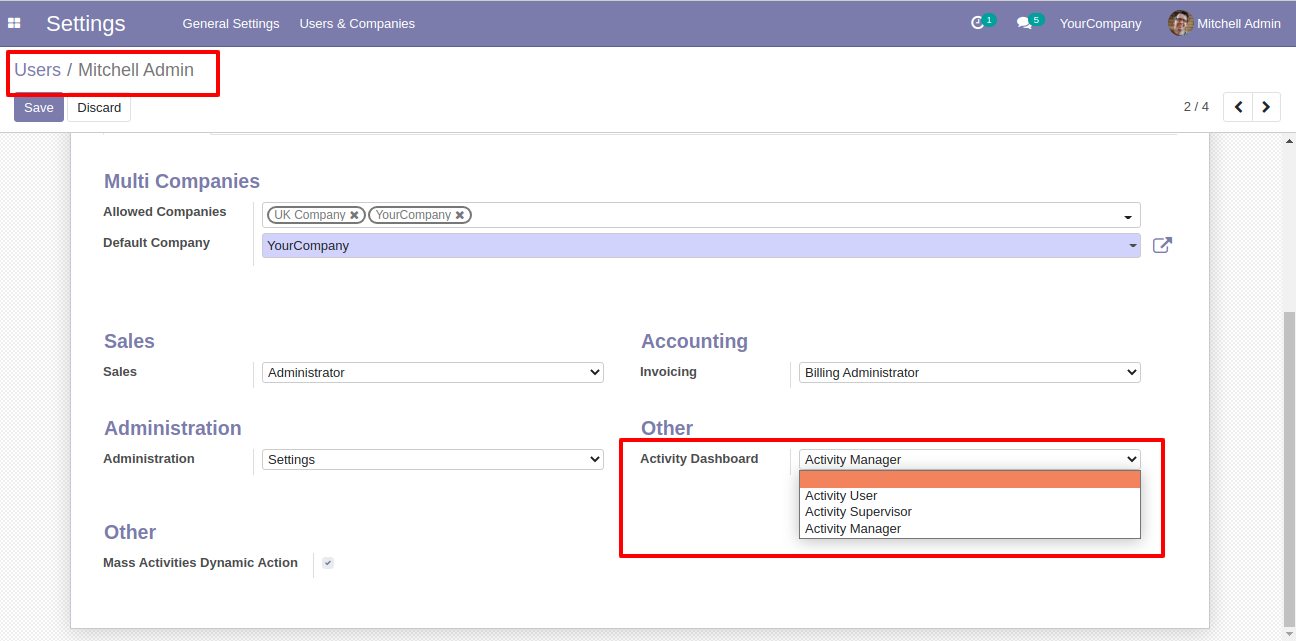 Settings General Settings Users & Companies 1 5 YourCompany Mitchell Admin
Users / Mitchell Admin
Save Discard 2 / 4
Multi Companies
Allowed Companies UK Company YourCompany
Default Company YourCompany
Sales Accounting
Sales Administrator Invoicing Billing Administrator
Administration Other
Administration Settings Activity Dashboard Activity Manager
Activity User
Activity Supervisor
Activity Manager
Other
Mass Activities Dynamic Action